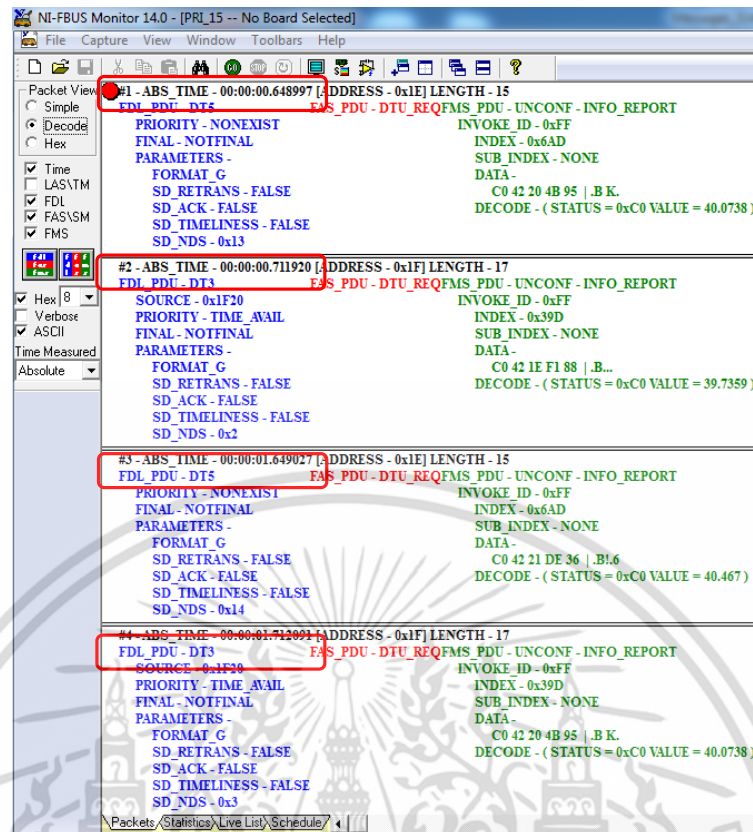 NI-FBUS Monitor 14.0 - [PRI_15 -- No Board Selected]
File Capture View Window Toolbars Help
Packet View
Simple
Decode
Hex
Time
LAS\TM
FDL
FAS\SM
FMS
Hex 8
Verbose
ASCII
Time Measured
Absolute
#1 - ABS_TIME - 00:00:00.648997 [ADDRESS - 0x1E] LENGTH - 15
FDL_PDU - DT5 FAS_PDU - DTU_REQ FMS_PDU - UNCONF - INFO_REPORT
PRIORITY - NONEXIST INVOKE_ID - 0xFF
FINAL - NOTFINAL INDEX - 0x6AD
PARAMETERS - SUB_INDEX - NONE
FORMAT_G DATA -
SD_RETRANS - FALSE C0 42 20 4B 95 | .B K.
SD_ACK - FALSE DECODE - ( STATUS = 0xC0 VALUE = 40.0738 )
SD_TIMELINESS - FALSE
SD_NDS - 0x13
#2 - ABS_TIME - 00:00:00.711920 [ADDRESS - 0x1F] LENGTH - 17
FDL_PDU - DT3 FAS_PDU - DTU_REQ FMS_PDU - UNCONF - INFO_REPORT
SOURCE - 0x1F20 INVOKE_ID - 0xFF
PRIORITY - TIME_AVAIL INDEX - 0x39D
FINAL - NOTFINAL SUB_INDEX - NONE
PARAMETERS - DATA -
FORMAT_G C0 42 1E F1 88 | .B...
SD_RETRANS - FALSE DECODE - ( STATUS = 0xC0 VALUE = 39.7359 )
SD_ACK - FALSE
SD_TIMELINESS - FALSE
SD_NDS - 0x2
#3 - ABS_TIME - 00:00:01.649027 [ADDRESS - 0x1E] LENGTH - 15
FDL_PDU - DT5 FAS_PDU - DTU_REQ FMS_PDU - UNCONF - INFO_REPORT
PRIORITY - NONEXIST INVOKE_ID - 0xFF
FINAL - NOTFINAL INDEX - 0x6AD
PARAMETERS - SUB_INDEX - NONE
FORMAT_G DATA -
SD_RETRANS - FALSE C0 42 21 DE 36 | .B!.6
SD_ACK - FALSE DECODE - ( STATUS = 0xC0 VALUE = 40.467 )
SD_TIMELINESS - FALSE
SD_NDS - 0x14
#4 - ABS_TIME - 00:00:01.712091 [ADDRESS - 0x1F] LENGTH - 17
FDL_PDU - DT3 FAS_PDU - DTU_REQ FMS_PDU - UNCONF - INFO_REPORT
SOURCE - 0x1F20 INVOKE_ID - 0xFF
PRIORITY - TIME_AVAIL INDEX - 0x39D
FINAL - NOTFINAL SUB_INDEX - NONE
PARAMETERS - DATA -
FORMAT_G C0 42 20 4B 95 | .B K.
SD_RETRANS - FALSE DECODE - ( STATUS = 0xC0 VALUE = 40.0738 )
SD_ACK - FALSE
SD_TIMELINESS - FALSE
SD_NDS - 0x3
Packets Statistics Live List Schedule